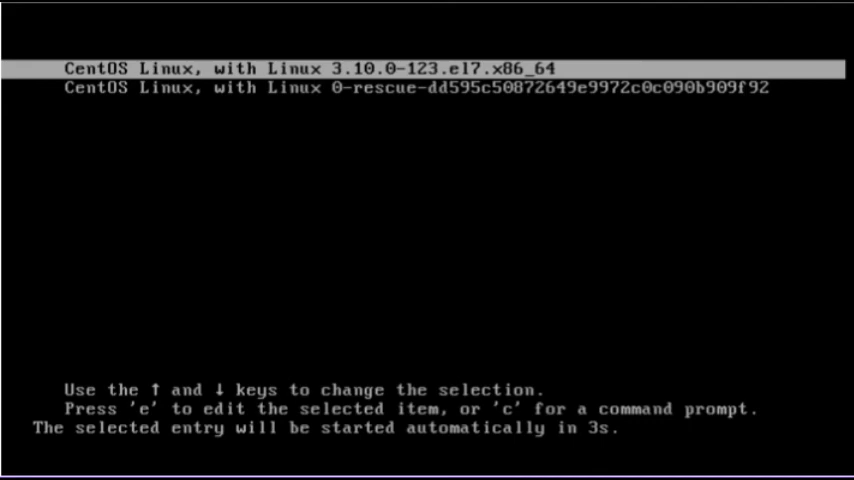 CentOS Linux, with Linux 3.10.0-123.el7.x86_64
CentOS Linux, with Linux 0-rescue-dd595c50872649e9972c0c090b909f92
Use the ↑ and ↓ keys to change the selection.
Press 'e' to edit the selected item, or 'c' for a command prompt.
The selected entry will be started automatically in 3s.